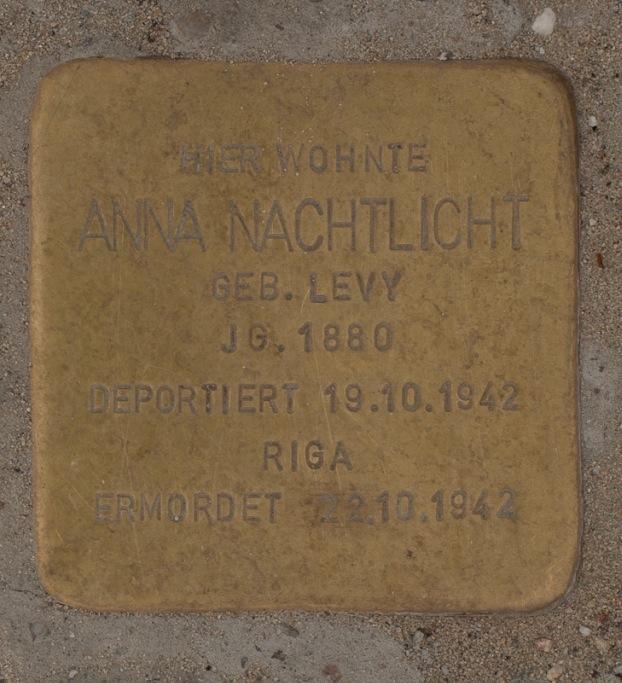 HIER WOHNTE
ANNA NACHTLICHT
GEB. LEVY
JG. 1880
DEPORTIERT 19.10.1942
RIGA
ERMORDET 22.10.1942